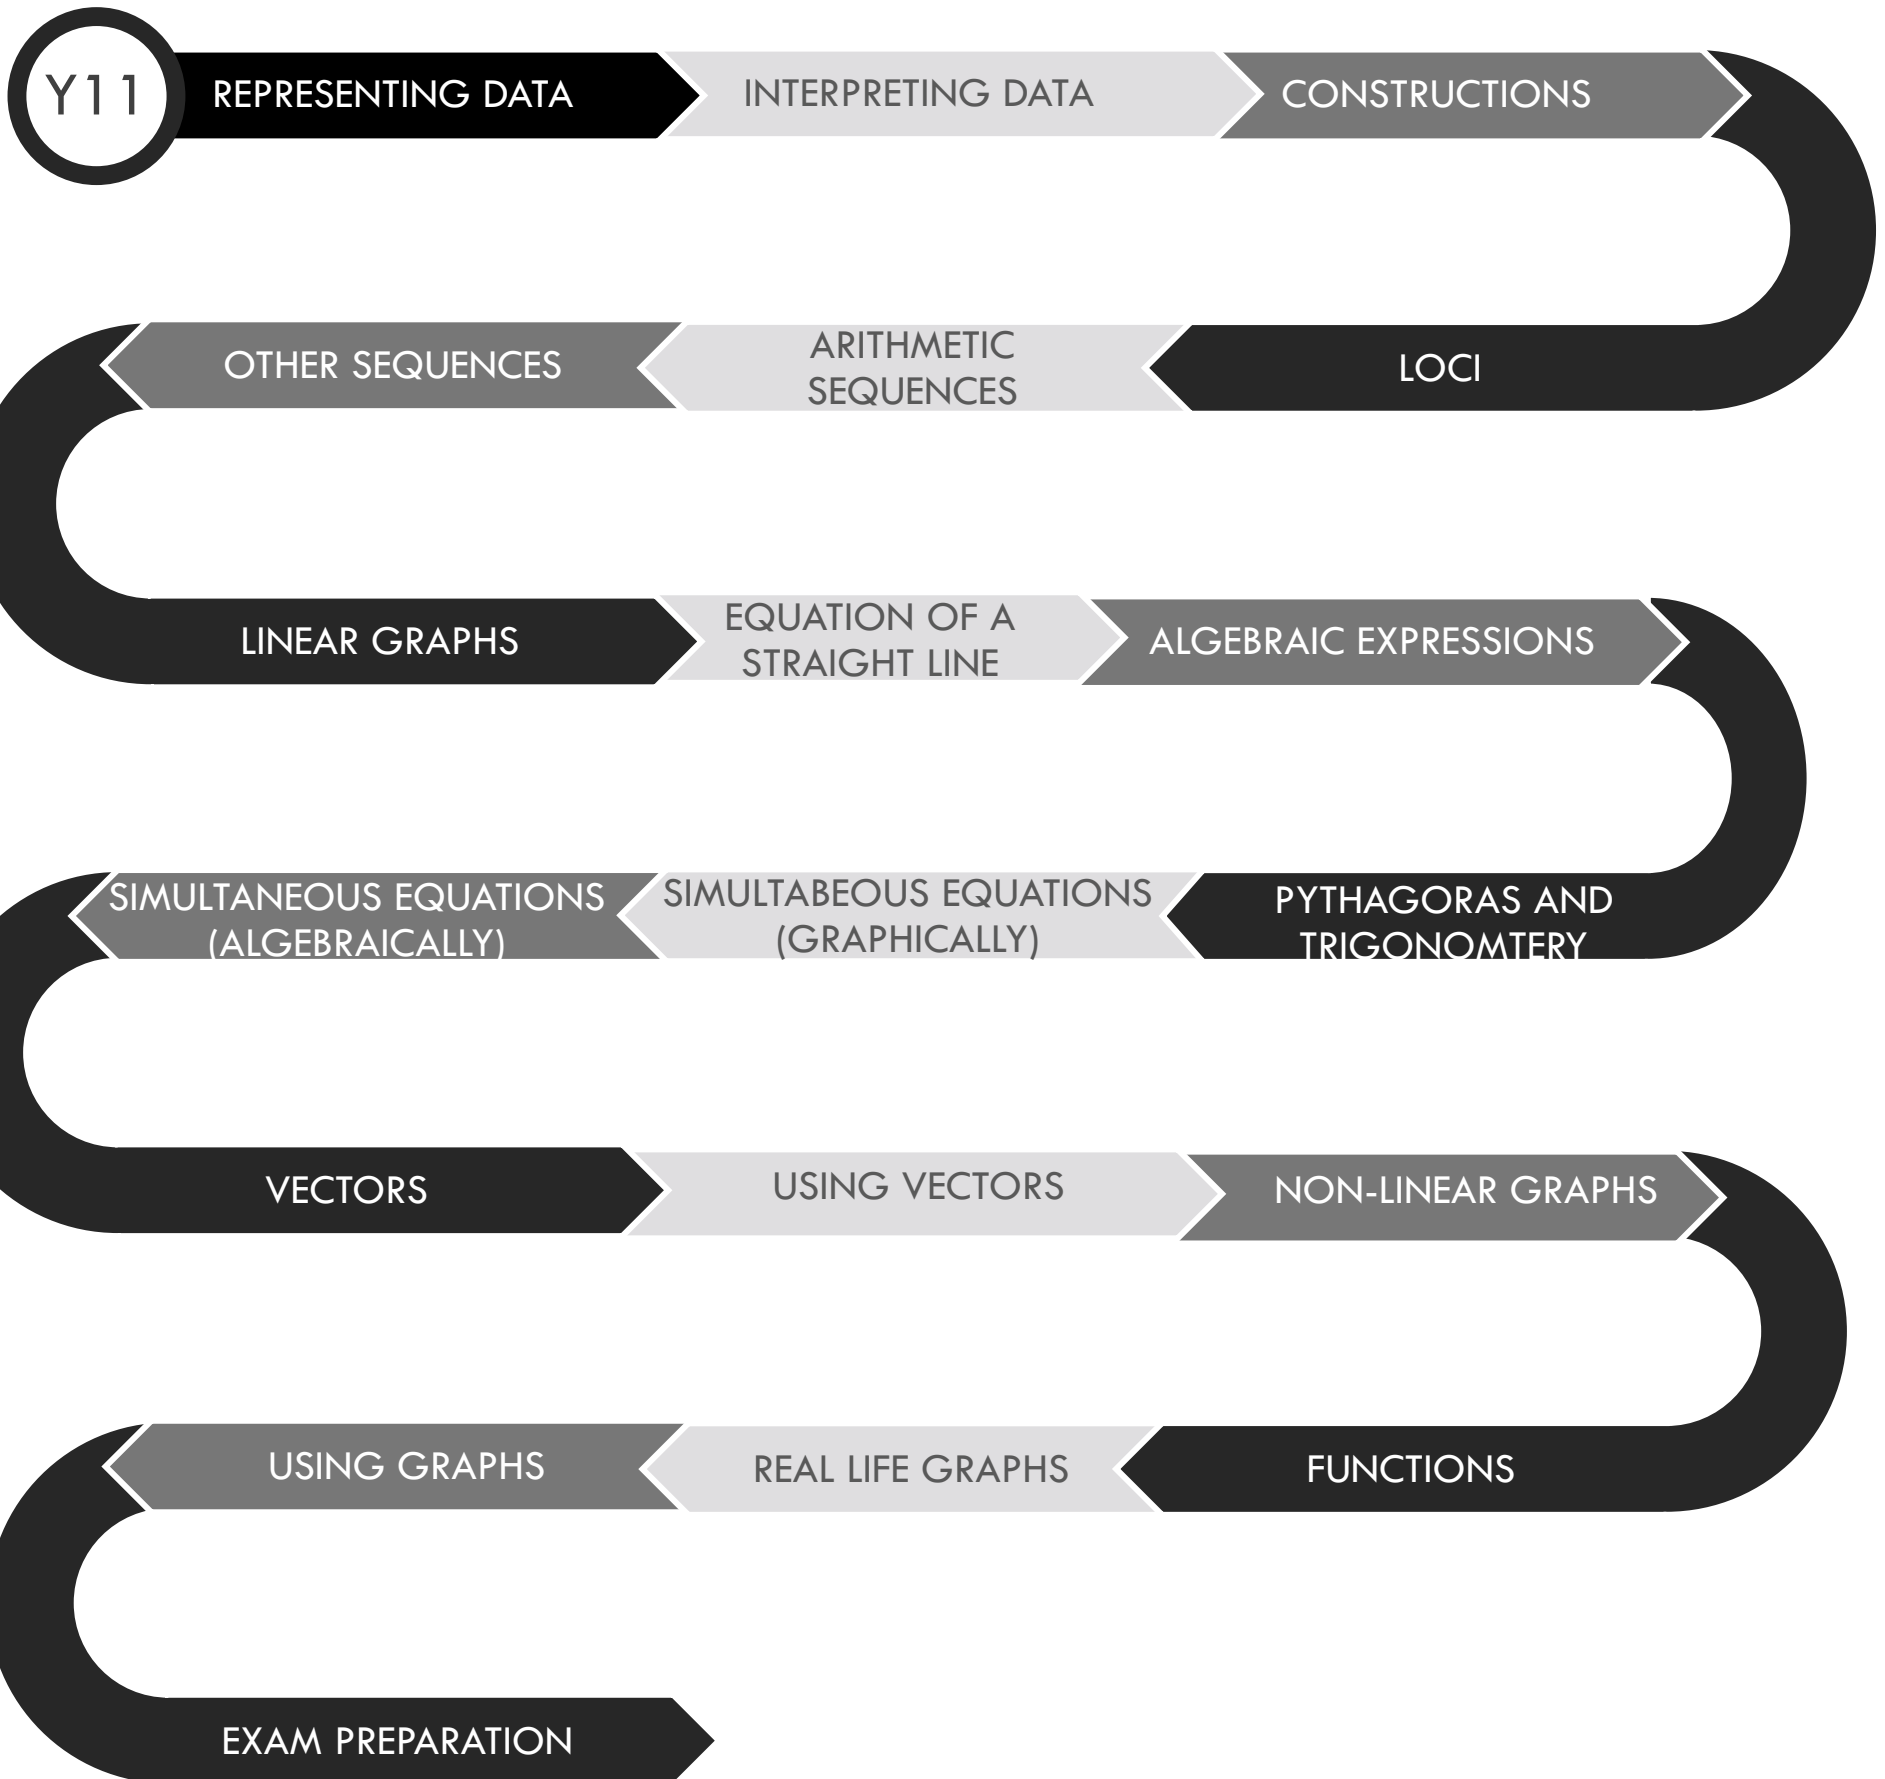 Y11
REPRESENTING DATA
INTERPRETING DATA
CONSTRUCTIONS
LOCI
ARITHMETIC
SEQUENCES
OTHER SEQUENCES
LINEAR GRAPHS
EQUATION OF A
STRAIGHT LINE
ALGEBRAIC EXPRESSIONS
PYTHAGORAS AND
TRIGONOMTERY
SIMULTABEOUS EQUATIONS
(GRAPHICALLY)
SIMULTANEOUS EQUATIONS
(ALGEBRAICALLY)
VECTORS
USING VECTORS
NON-LINEAR GRAPHS
FUNCTIONS
REAL LIFE GRAPHS
USING GRAPHS
EXAM PREPARATION